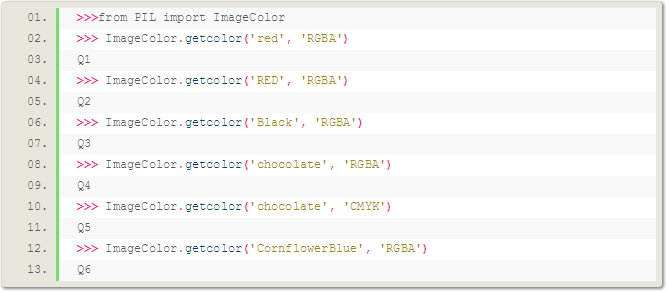 01. >>>from PIL import ImageColor
02. >>> ImageColor.getcolor('red', 'RGBA')
03. Q1
04. >>> ImageColor.getcolor('RED', 'RGBA')
05. Q2
06. >>> ImageColor.getcolor('Black', 'RGBA')
07. Q3
08. >>> ImageColor.getcolor('chocolate', 'RGBA')
09. Q4
10. >>> ImageColor.getcolor('chocolate', 'CMYK')
11. Q5
12. >>> ImageColor.getcolor('CornflowerBlue', 'RGBA')
13. Q6